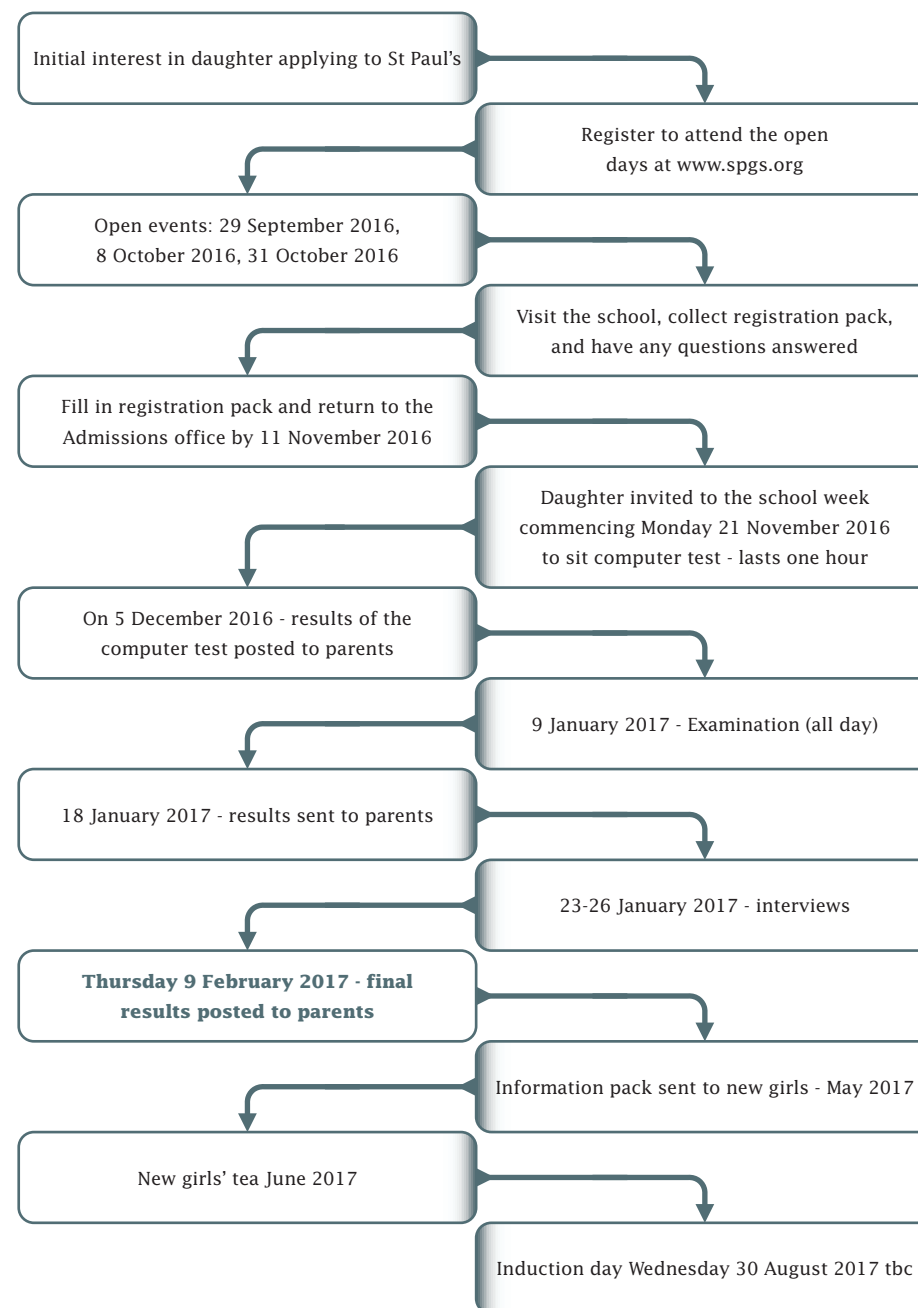 Initial interest in daughter applying to St Paul’s
Register to attend the open
days at www.spgs.org
Open events: 29 September 2016,
8 October 2016, 31 October 2016
Visit the school, collect registration pack,
and have any questions answered
Fill in registration pack and return to the
Admissions office by 11 November 2016
Daughter invited to the school week
commencing Monday 21 November 2016
to sit computer test - lasts one hour
On 5 December 2016 - results of the
computer test posted to parents
9 January 2017 - Examination (all day)
18 January 2017 - results sent to parents
23-26 January 2017 - interviews
Thursday 9 February 2017 - final
results posted to parents
Information pack sent to new girls - May 2017
New girls’ tea June 2017
Induction day Wednesday 30 August 2017 tbc